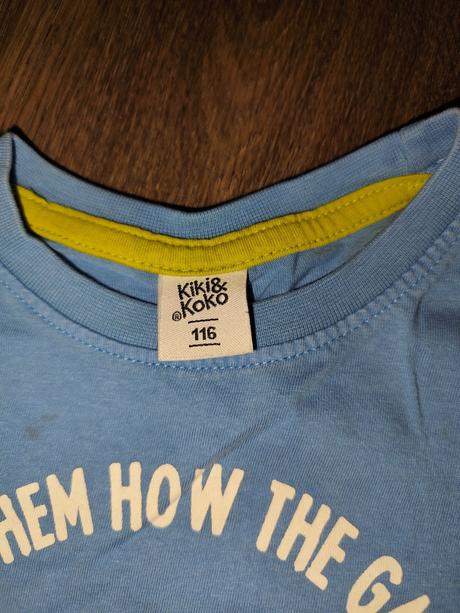 Kiki&
Koko
®
116
HEM HOW THE GA